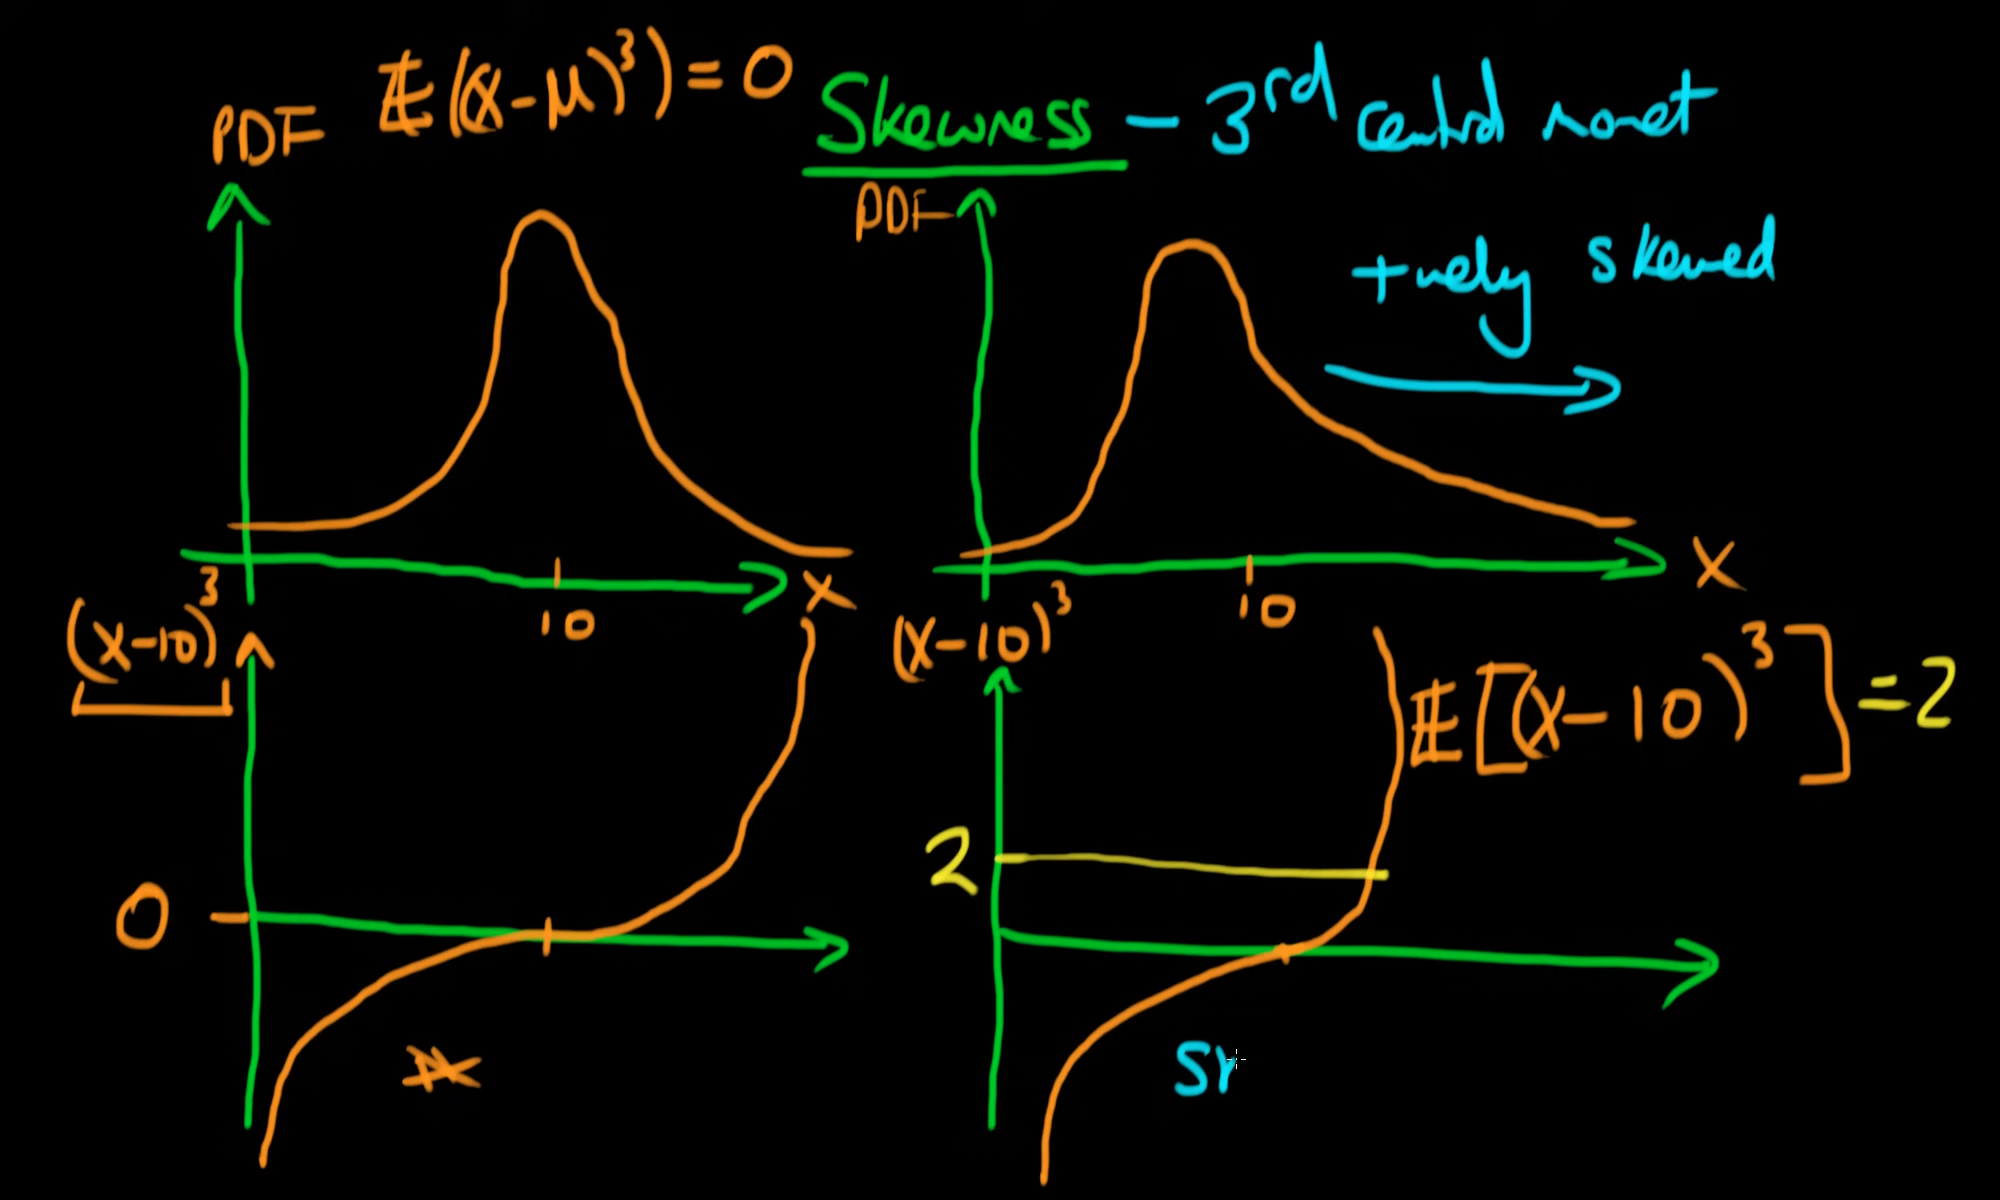 PDF E(X-μ)³)=0 Skewness - 3rd central moment
PDF
+vely skewed
10 X
10 X
(X-10)³
(X-10)³
E[(X-10)³] =2
2
0
Sk